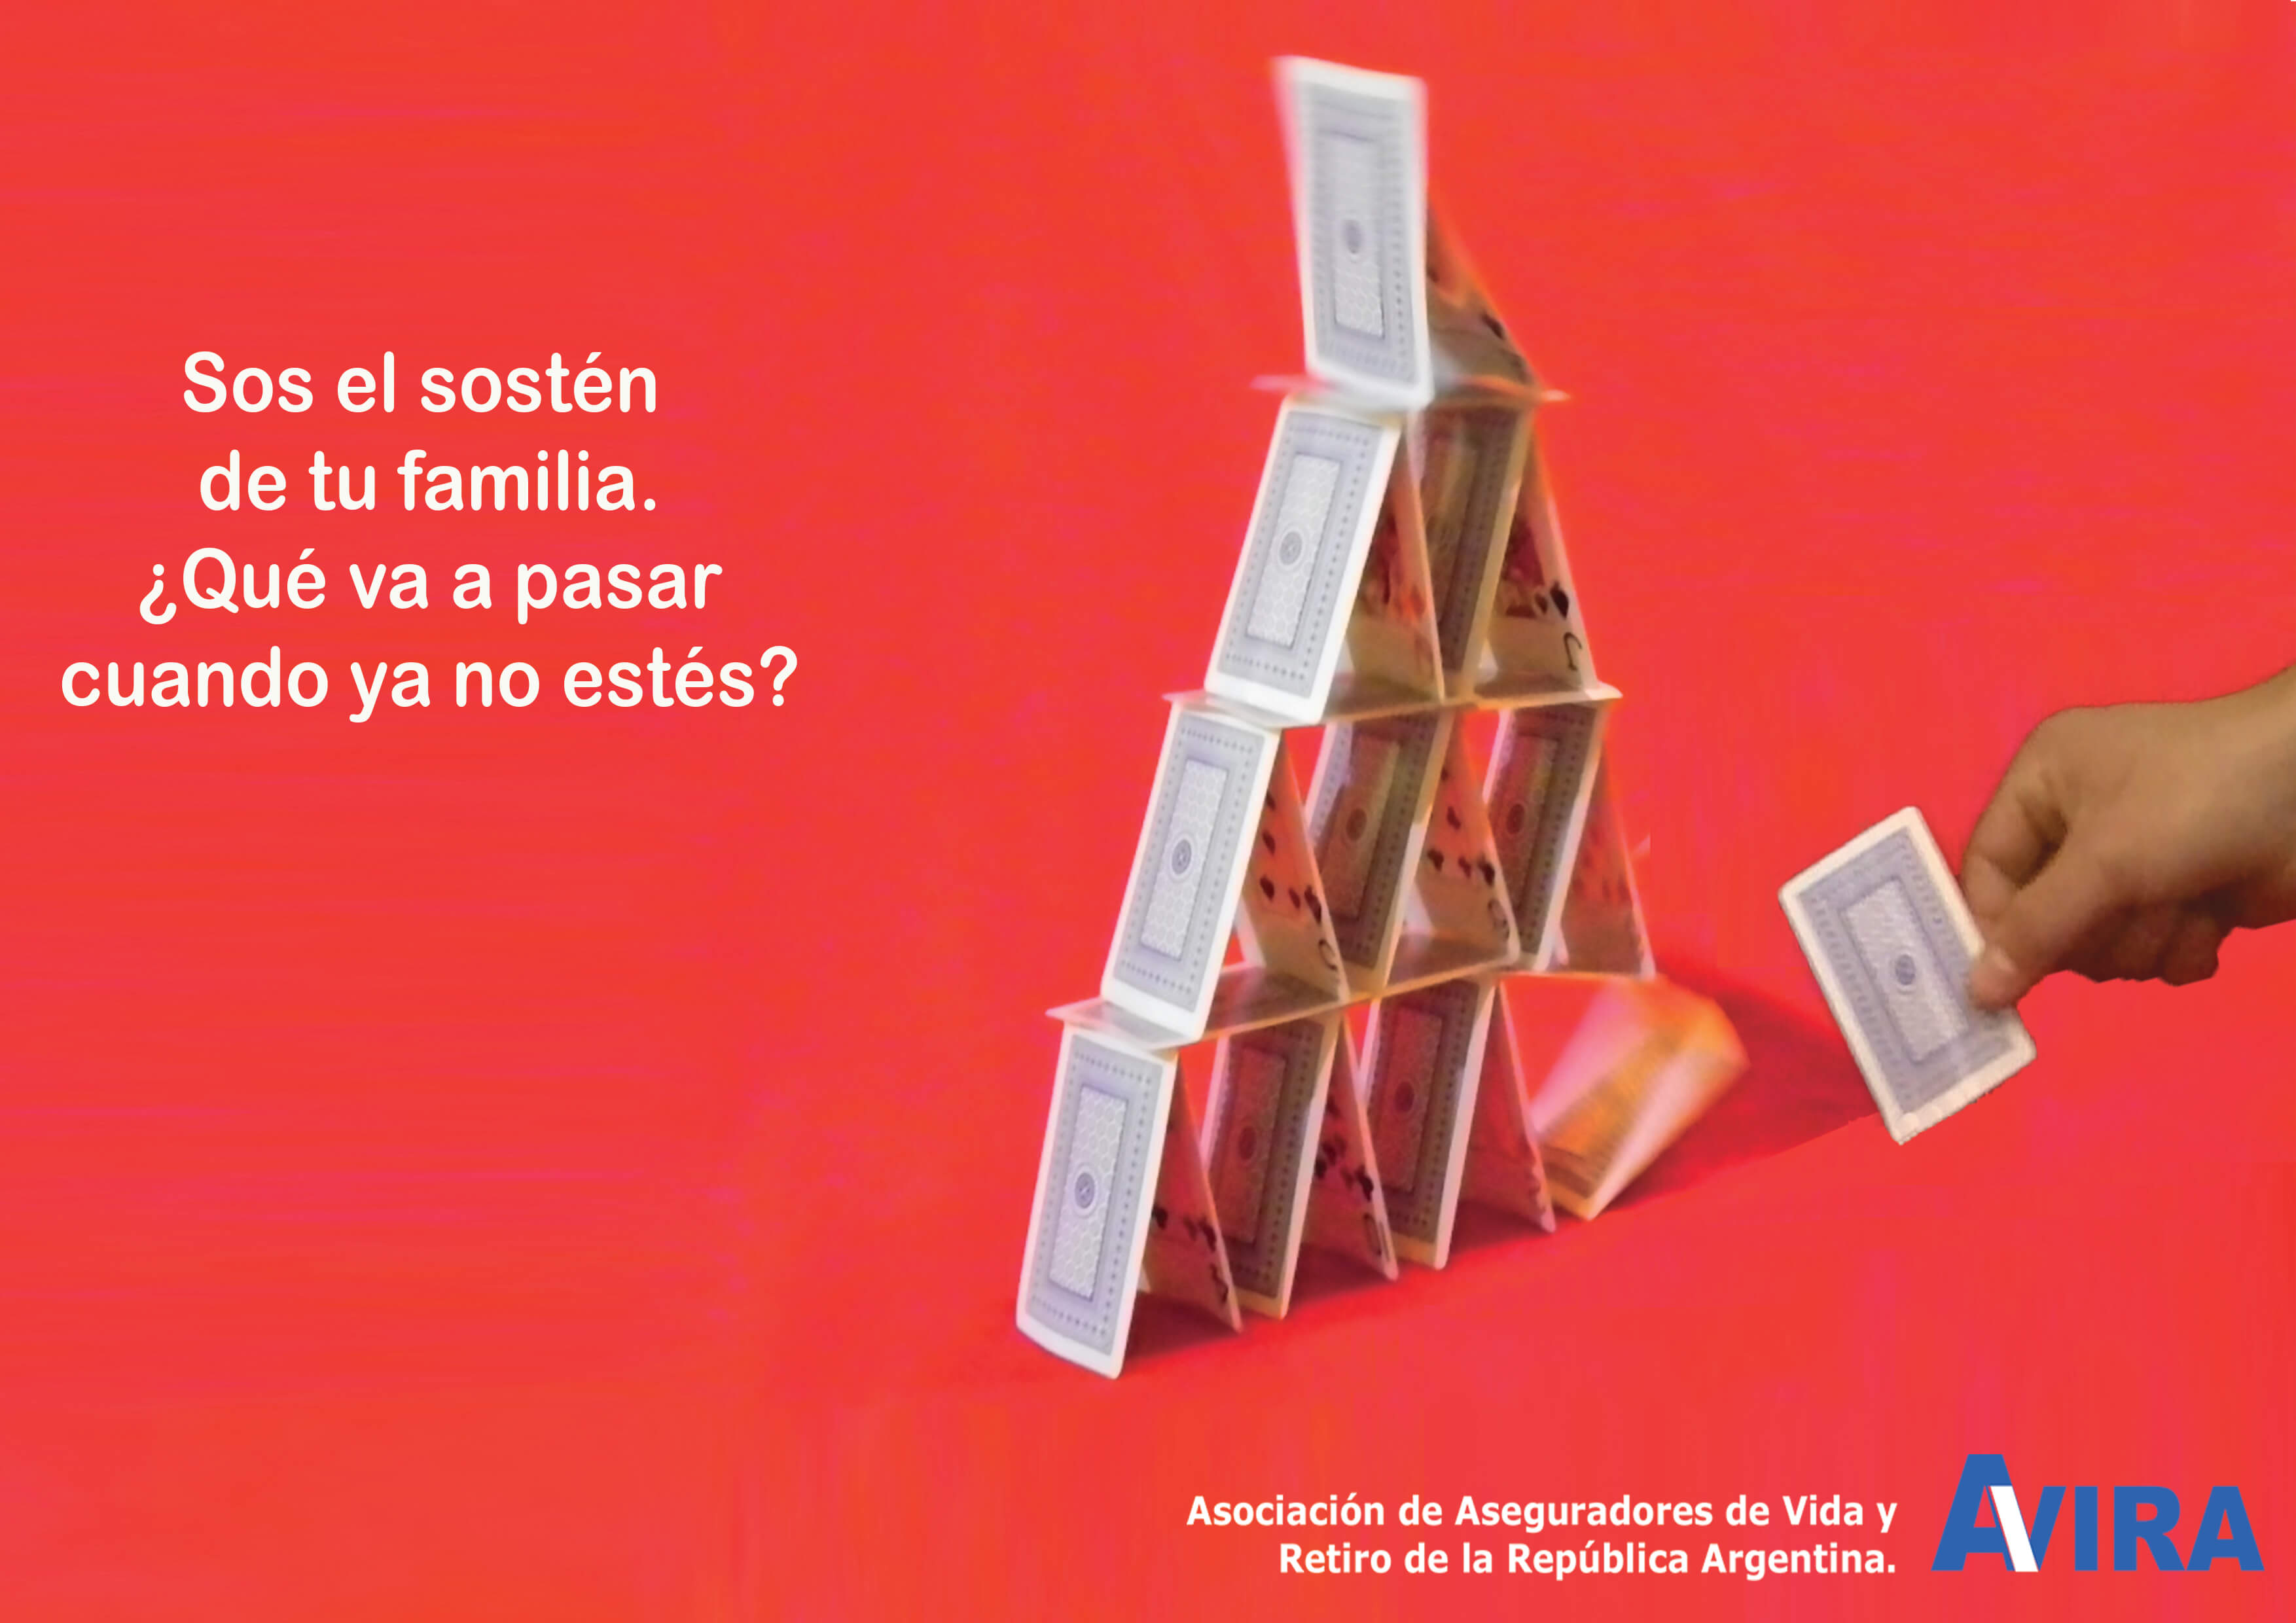 Sos el sostén
de tu familia.
¿Qué va a pasar
cuando ya no estés?
J
Asociación de Aseguradores de Vida y
Retiro de la República Argentina.
AVIRA